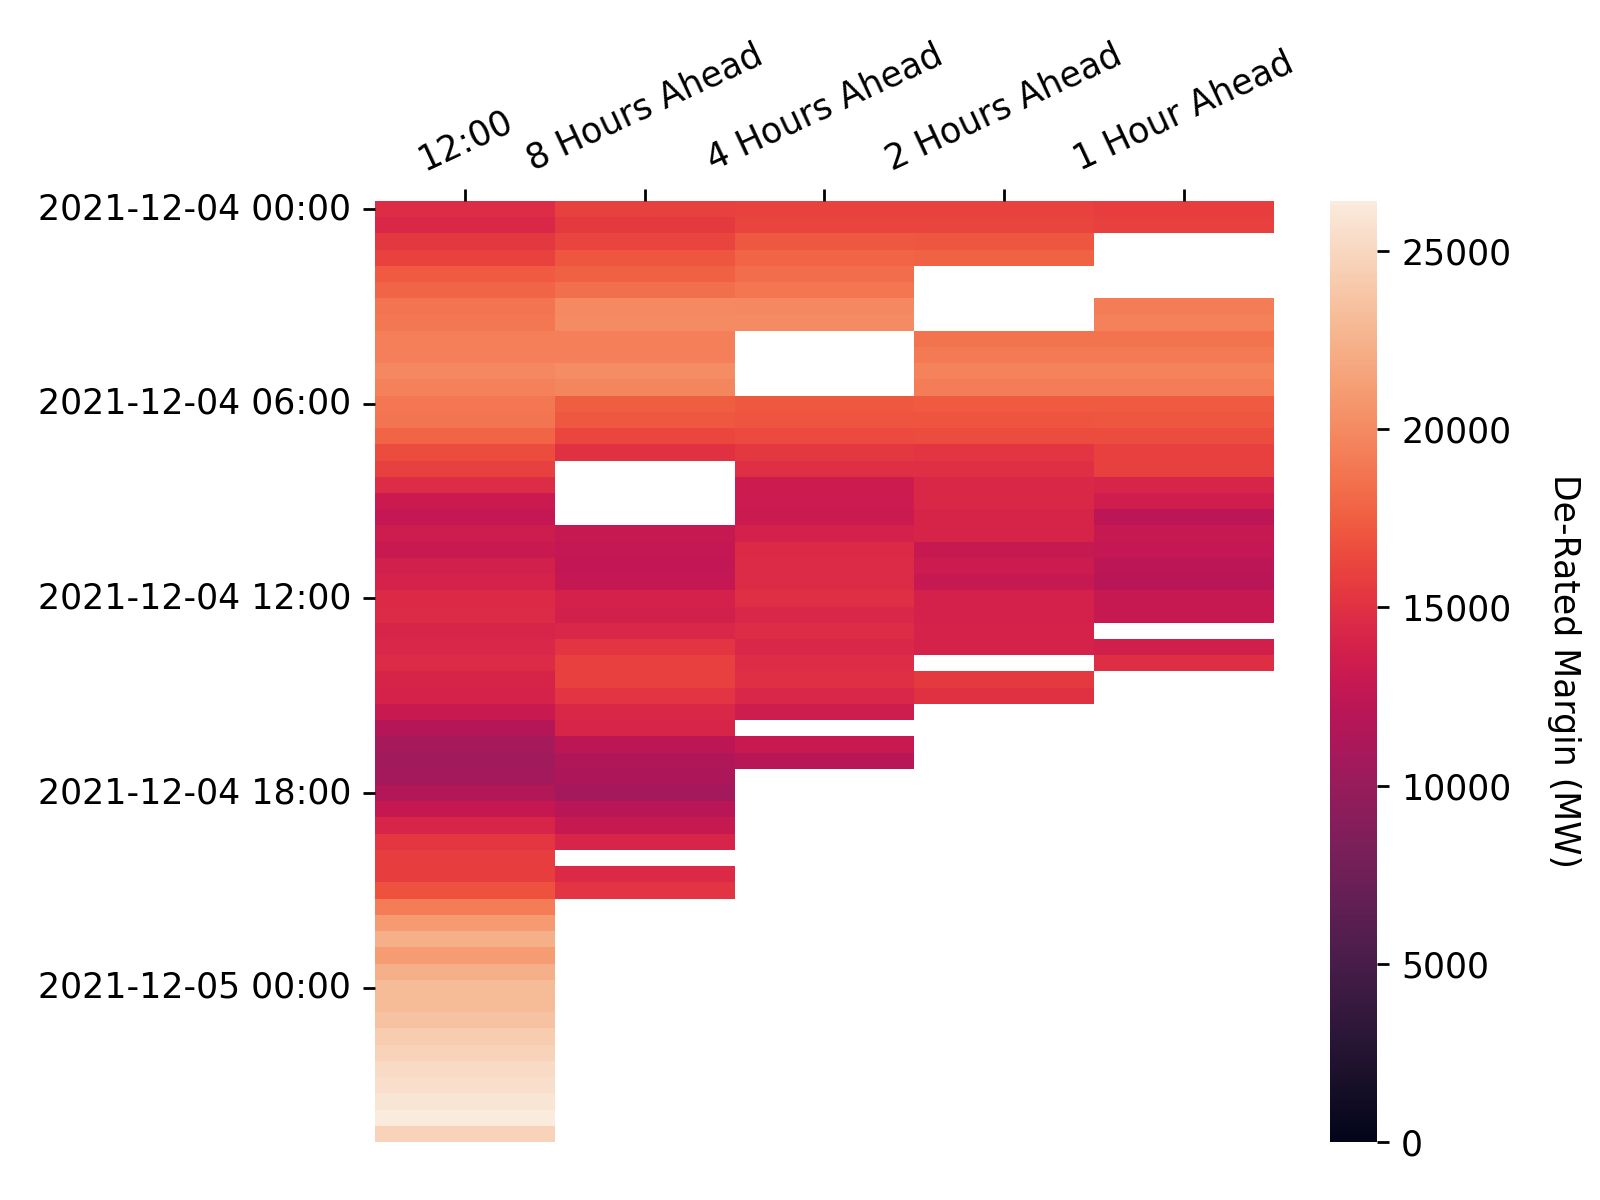 12:00
8 Hours Ahead
4 Hours Ahead
2 Hours Ahead
1 Hour Ahead
2021-12-04 00:00
2021-12-04 06:00
2021-12-04 12:00
2021-12-04 18:00
2021-12-05 00:00
25000
20000
15000
10000
5000
0
De-Rated Margin (MW)